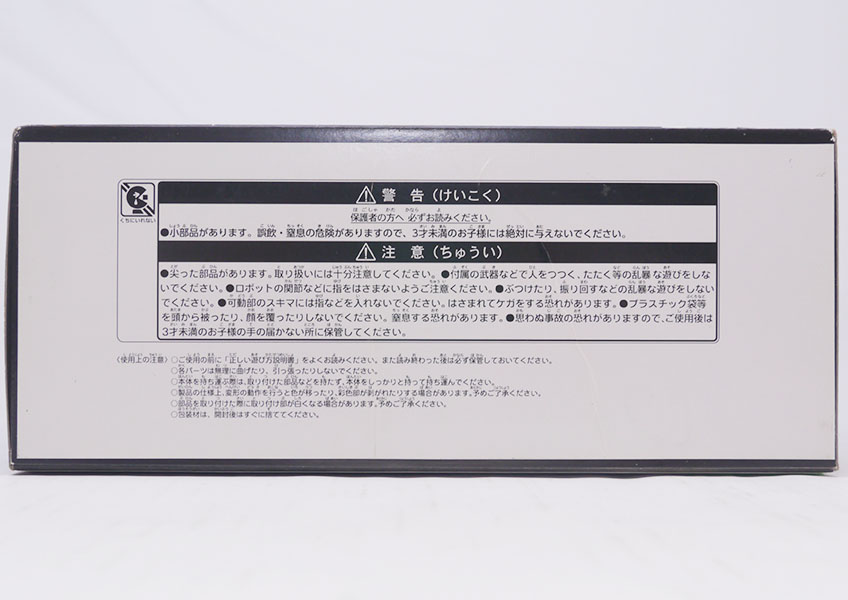 くちにいれない
警 告（けいこく）
保護者の方へ 必ずお読みください。
●小部品があります。誤飲・窒息の危険がありますので、3才未満のお子様には絶対に与えないでください。
注 意（ちゅうい）
●尖った部品があります。取り扱いには十分注意してください。●付属の武器などで人をつつく、たたく等の乱暴な遊びをしな
いでください。●ロボットの関節などに指をはさまないようご注意ください。●ぶつけたり、振り回すなどの乱暴な遊びをしない
でください。●可動部のスキマには指などを入れないでください。はさまれてケガをする恐れがあります。●プラスチック袋等
を頭から被ったり、顔を覆ったりしないでください。窒息する恐れがあります。●思わぬ事故の恐れがありますので、ご使用後は
3才未満のお子様の手の届かない所に保管してください。
〈使用上の注意〉○ご使用の前に「正しい遊び方説明書」をよくお読みください。また読み終わった後は必ず保管しておいてください。
○各パーツは無理に曲げたり、引っ張ったりしないでください。
○本体を持ち運ぶ際は、取り付けた部品などを持たず、本体をしっかりと持って持ち運んでください。
○製品の仕様上、変形の動作を行うと色が移ったり、彩色部が剥がれたりする場合があります。予めご了承ください。
○部品を取り付けた際に取り付け部が白くなる場合があります。予めご了承ください。
○包装材は、開封後はすぐに捨ててください。